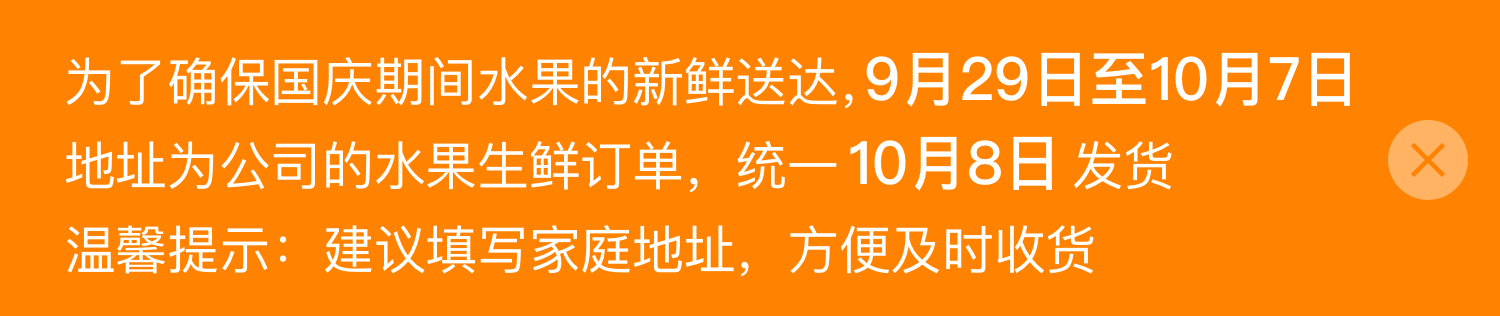 为了确保国庆期间水果的新鲜送达,9月29日至10月7日
地址为公司的水果生鲜订单，统一 10月8日 发货
温馨提示：建议填写家庭地址，方便及时收货